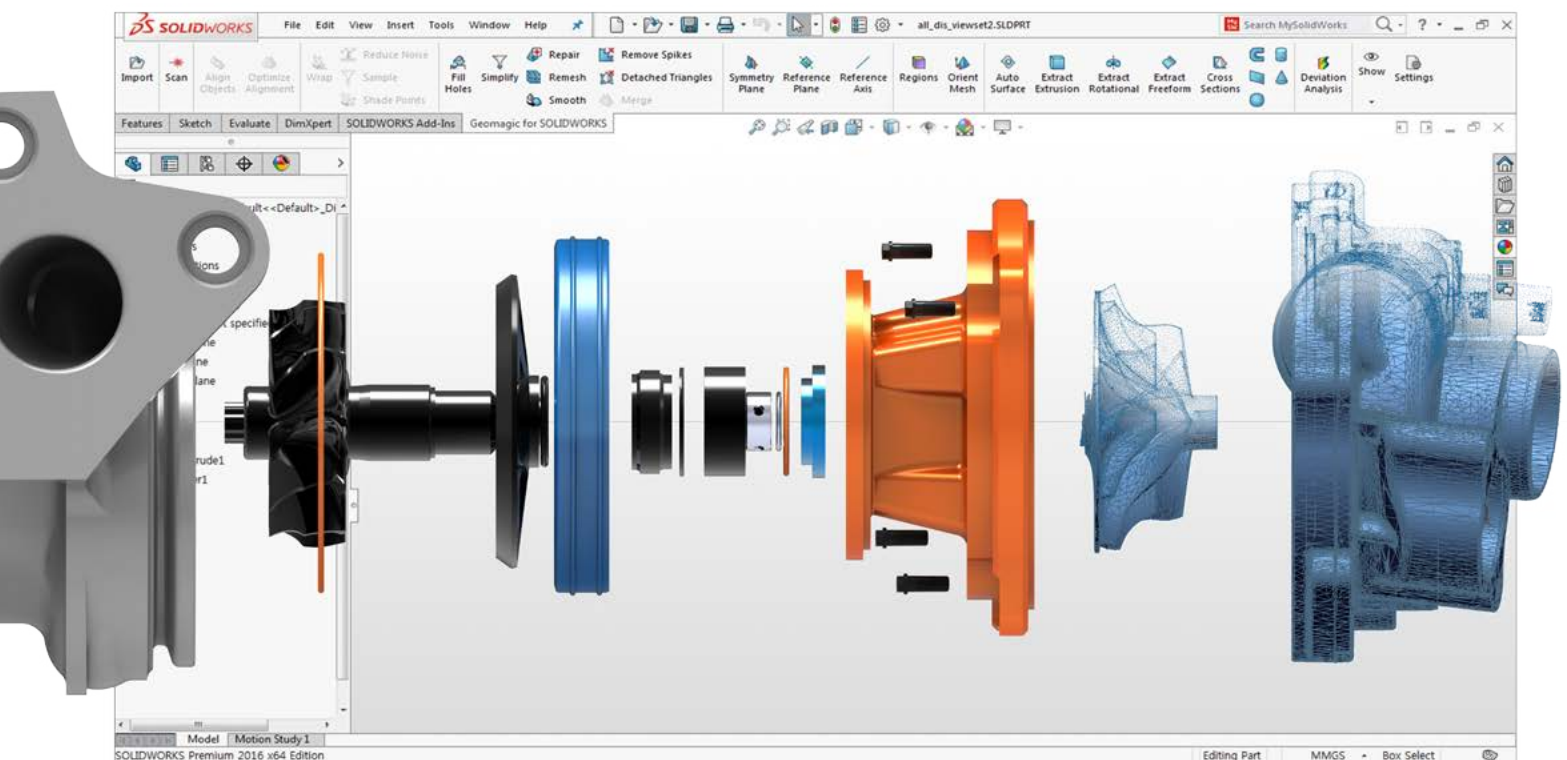 SOLIDWORKS File Edit View Insert Tools Window Help all_dis_viewset2.SLDPRT Search MySolidWorks ?
Import Scan Align Objects Optimize Alignment Wrap Reduce Noise Sample Shade Points Fill Holes Simplify Repair Remesh Smooth Remove Spikes Detached Triangles Merge Symmetry Plane Reference Plane Reference Axis Regions Orient Mesh Auto Surface Extract Extrusion Extract Rotational Extract Freeform Cross Sections Deviation Analysis Show Settings
Features Sketch Evaluate DimXpert SOLIDWORKS Add-Ins Geomagic for SOLIDWORKS
ult<<Default>_Di
s
tions
t specifie
ne
ne
lane
rude1
r1
Model Motion Study 1
SOLIDWORKS Premium 2016 x64 Edition Editing Part MMGS Box Select